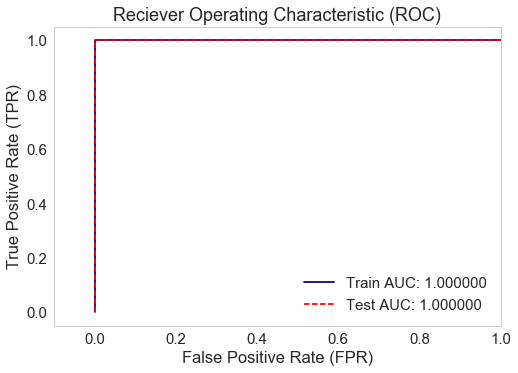 Reciever Operating Characteristic (ROC)
1.0
0.8
0.6
0.4
0.2
0.0
True Positive Rate (TPR)
Train AUC: 1.000000
Test AUC: 1.000000
0.0 0.2 0.4 0.6 0.8 1.0
False Positive Rate (FPR)